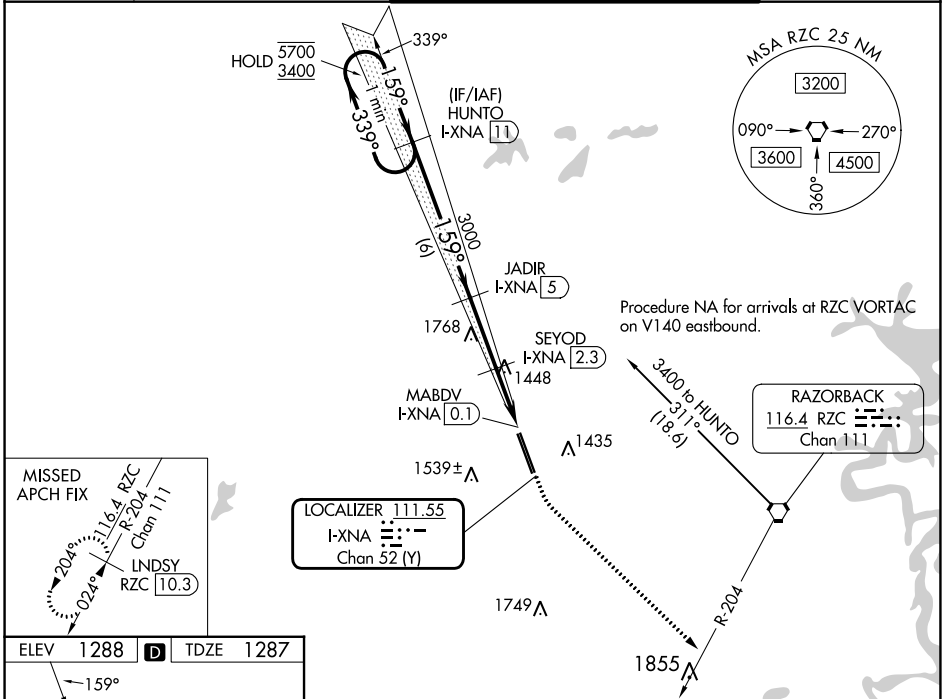 HOLD 5700
3400
339°
159°
1 min
339°
(IF/IAF)
HUNTO
I-XNA 11
MSA RZC 25 NM
3200
090°
270°
3600
4500
360°
3000
159°
(6)
JADIR
I-XNA 5
1768
SEYOD
I-XNA 2.3
1448
MABDV
I-XNA 0.1
Procedure NA for arrivals at RZC VORTAC
on V140 eastbound.
3400 to HUNTO
311°
(18.6)
RAZORBACK
116.4 RZC
Chan 111
1435
1539±
LOCALIZER 111.55
I-XNA
Chan 52 (Y)
MISSED
APCH FIX
116.4 RZC
R-204
Chan 111
204°
024°
LNDSY
RZC 10.3
R-204
1749
1855
ELEV 1288 D TDZE 1287
159°